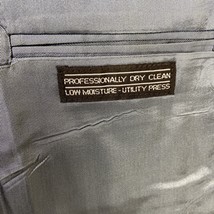 PROFESSIONALLY DRY CLEAN
LOW MOISTURE - UTILITY PRESS